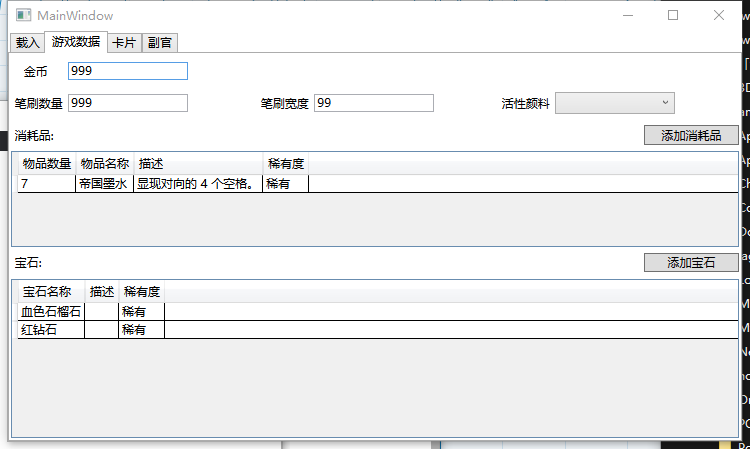 MainWindow
载入 游戏数据 卡片 副官
金币 999
笔刷数量 999 笔刷宽度 99 活性颜料
消耗品: 添加消耗品
物品数量 物品名称 描述 稀有度
7 帝国墨水 显现对向的 4 个空格。 稀有
宝石: 添加宝石
宝石名称 描述 稀有度
血色石榴石 稀有
红钻石 稀有